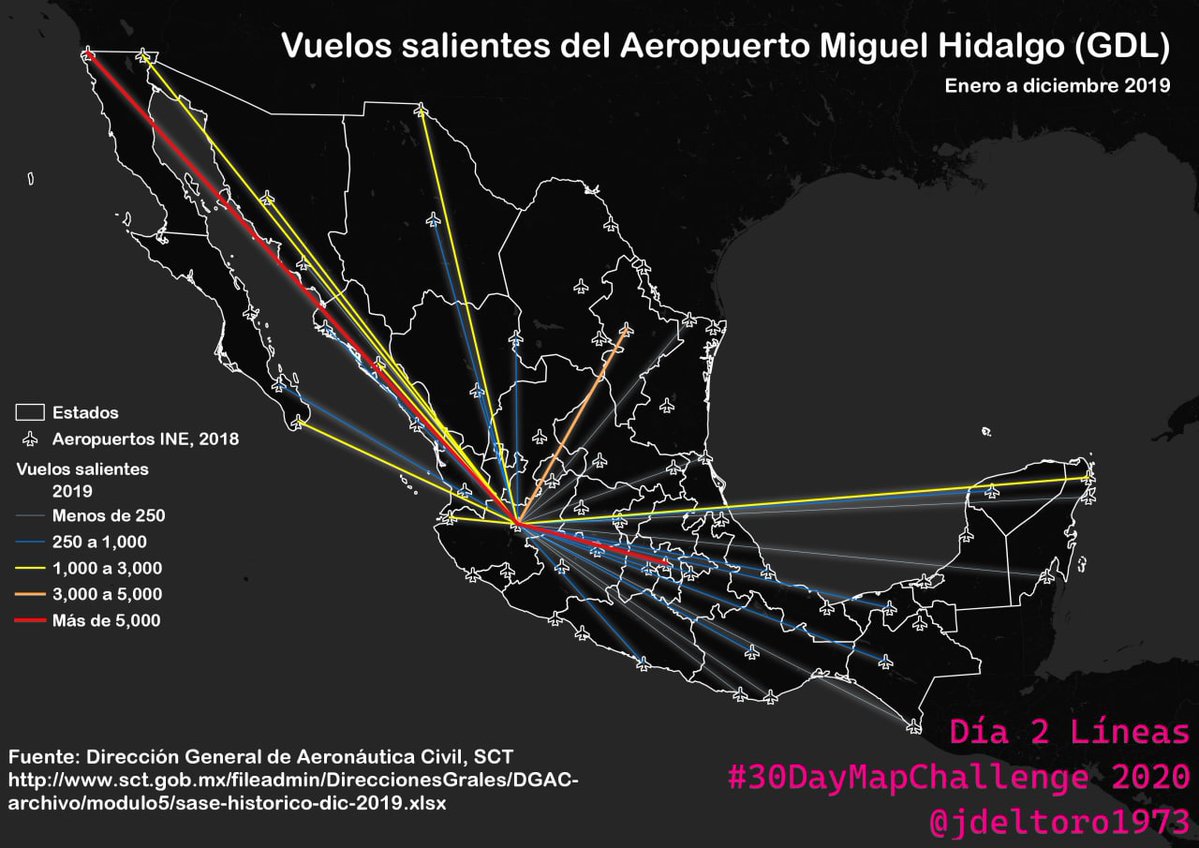 Vuelos salientes del Aeropuerto Miguel Hidalgo (GDL)
Enero a diciembre 2019
Estados
Aeropuertos INE, 2018
Vuelos salientes
2019
Menos de 250
250 a 1,000
1,000 a 3,000
3,000 a 5,000
Más de 5,000
Fuente: Dirección General de Aeronáutica Civil, SCT
http://www.sct.gob.mx/fileadmin/DireccionesGrales/DGAC-
archivo/modulo5/sase-historico-dic-2019.xlsx
Día 2 Líneas
#30DayMapChallenge 2020
@jdeltoro1973